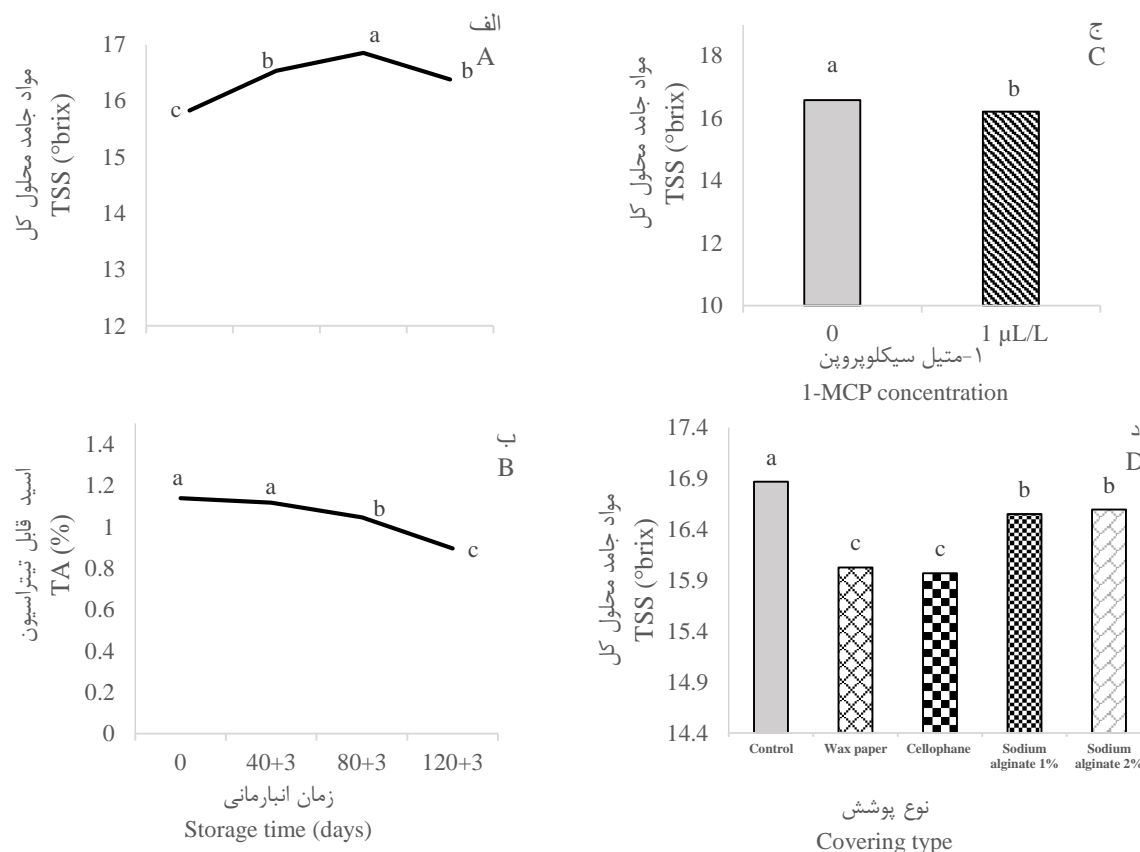 الف
A
مواد جامد محلول کل
TSS (°brix)
17
16
15
14
13
12
c
b
a
b
B
اسید قابل تیتراسیون
TA (%)
1.4
1.2
1
0.8
0.6
0.4
0.2
0
a
a
b
c
0 40+3 80+3 120+3
زمان انبارمانی
Storage time (days)
ج
C
مواد جامد محلول کل
TSS (°brix)
18
16
14
12
10
a
b
0 1 µL/L
۱-متیل سیکلوپروپن
1-MCP concentration
د
D
مواد جامد محلول کل
TSS (°brix)
17.4
16.9
16.4
15.9
15.4
14.9
14.4
a
c
c
b
b
Control Wax paper Cellophane Sodium alginate 1% Sodium alginate 2%
نوع پوشش
Covering type